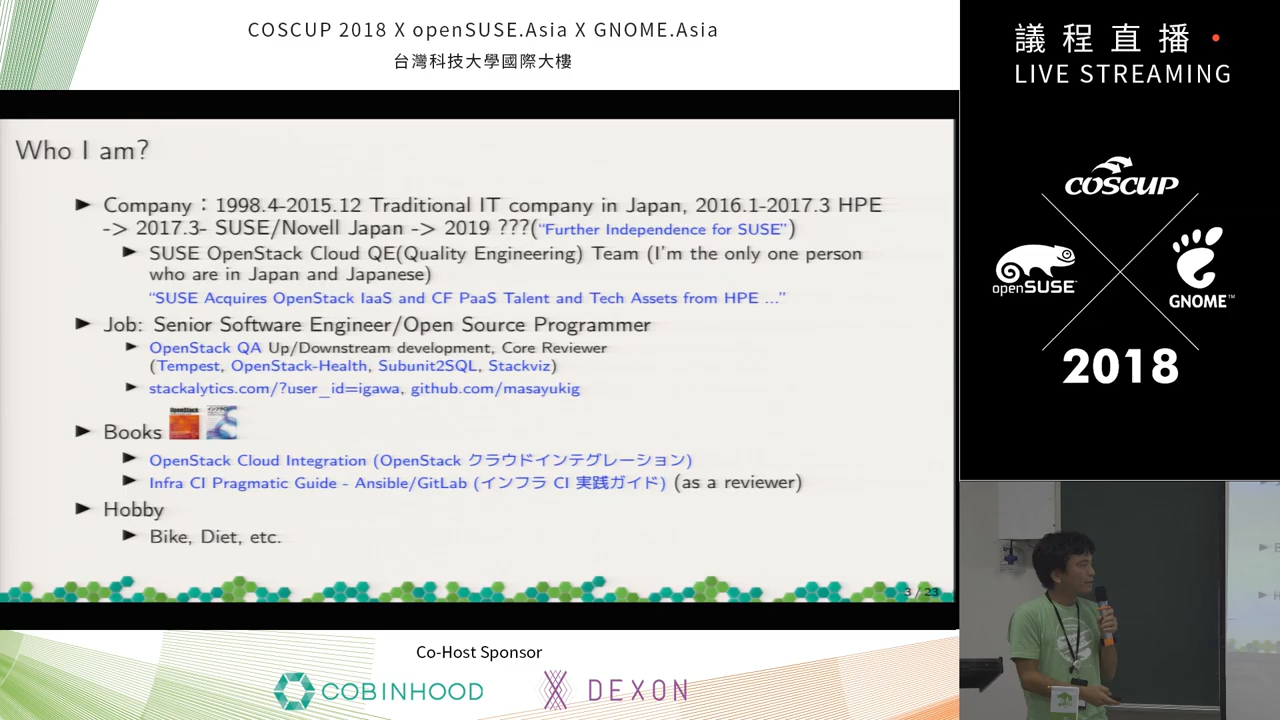 COSCUP 2018 X openSUSE.Asia X GNOME.Asia
台灣科技大學國際大樓
議程直播
LIVE STREAMING
COSCUP
openSUSE
GNOME™
2018
Who I am?
Company：1998.4-2015.12 Traditional IT company in Japan, 2016.1-2017.3 HPE
-> 2017.3- SUSE/Novell Japan -> 2019 ???(“Further Independence for SUSE”)
SUSE OpenStack Cloud QE(Quality Engineering) Team (I'm the only one person
who are in Japan and Japanese)
“SUSE Acquires OpenStack IaaS and CF PaaS Talent and Tech Assets from HPE ...”
Job: Senior Software Engineer/Open Source Programmer
OpenStack QA Up/Downstream development, Core Reviewer
(Tempest, OpenStack-Health, Subunit2SQL, Stackviz)
stackalytics.com/?user_id=igawa, github.com/masayukig
Books
OpenStack
OpenStack Cloud Integration (OpenStack クラウドインテグレーション)
Infra CI Pragmatic Guide - Ansible/GitLab (インフラ CI 実践ガイド) (as a reviewer)
Hobby
Bike, Diet, etc.
3 / 23
Co-Host Sponsor
COBINHOOD
DEXON